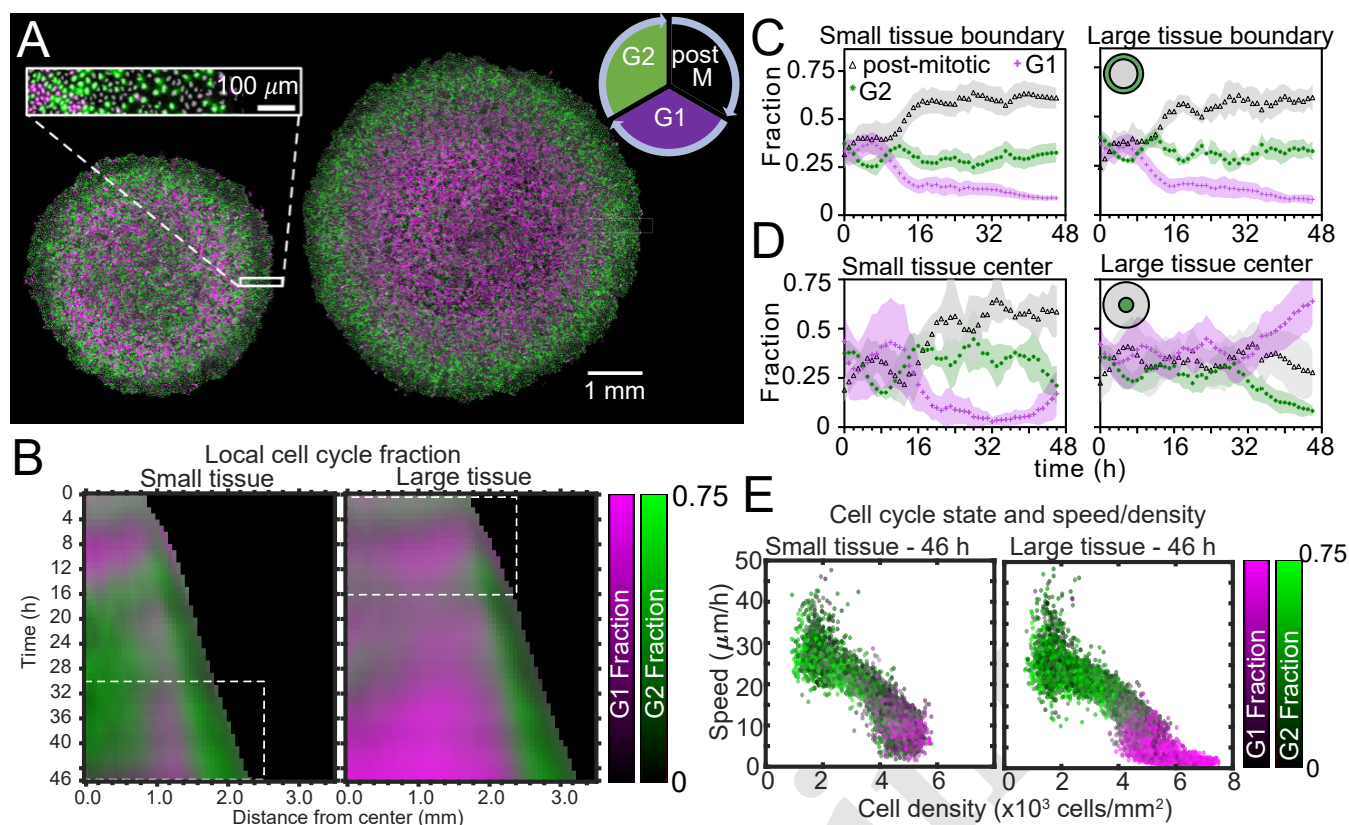 A
100 μm
G2
post
M
G1
1 mm
B
Local cell cycle fraction
Small tissue
Large tissue
Time (h)
0
4
8
12
16
20
24
28
32
36
40
46
0.0
1.0
2.0
3.0
0.0
1.0
2.0
3.0
Distance from center (mm)
G1 Fraction
G2 Fraction
0.75
0
C
Small tissue boundary
Large tissue boundary
post-mitotic
G1
G2
Fraction
0.75
0.5
0.25
0
0
16
32
48
0
16
32
48
D
Small tissue center
Large tissue center
Fraction
0.75
0.5
0.25
0
0
16
32
48
0
16
32
48
time (h)
E
Cell cycle state and speed/density
Small tissue - 46 h
Large tissue - 46 h
Speed (μm/h)
50
40
30
20
10
0
0
2
4
6
2
4
6
8
Cell density (x10³ cells/mm²)
G1 Fraction
G2 Fraction
0.75
0